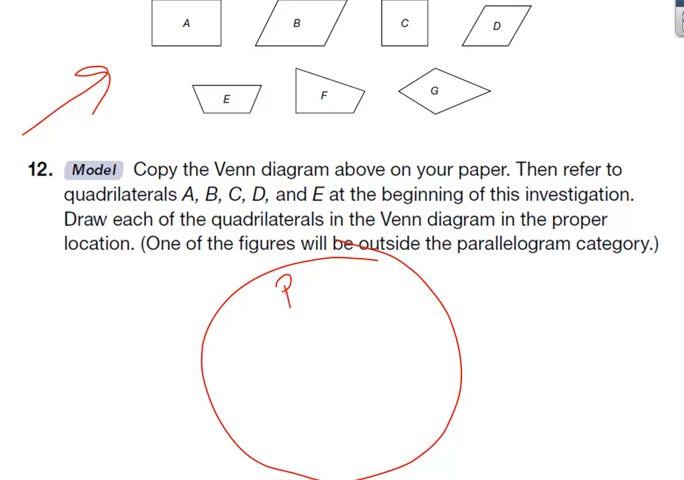 A B C D
E F G
12. Model Copy the Venn diagram above on your paper. Then refer to
quadrilaterals A, B, C, D, and E at the beginning of this investigation.
Draw each of the quadrilaterals in the Venn diagram in the proper
location. (One of the figures will be outside the parallelogram category.)
P